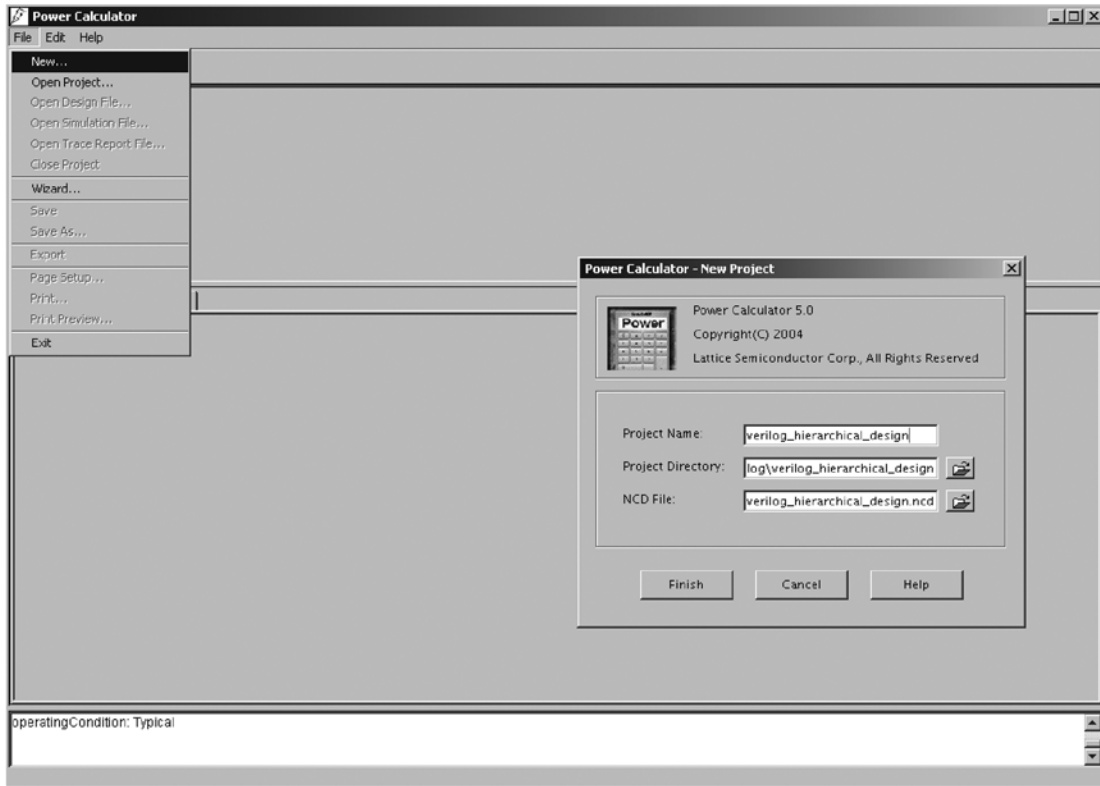 Power Calculator
File Edit Help
New...
Open Project...
Open Design File...
Open Simulation File...
Open Trace Report File...
Close Project
Wizard...
Save
Save As...
Export
Page Setup...
Print...
Print Preview...
Exit
Power Calculator - New Project
Power
Power Calculator 5.0
Copyright(C) 2004
Lattice Semiconductor Corp., All Rights Reserved
Project Name: verilog_hierarchical_design
Project Directory: log\verilog_hierarchical_design
NCD File: verilog_hierarchical_design.ncd
Finish Cancel Help
operatingCondition: Typical